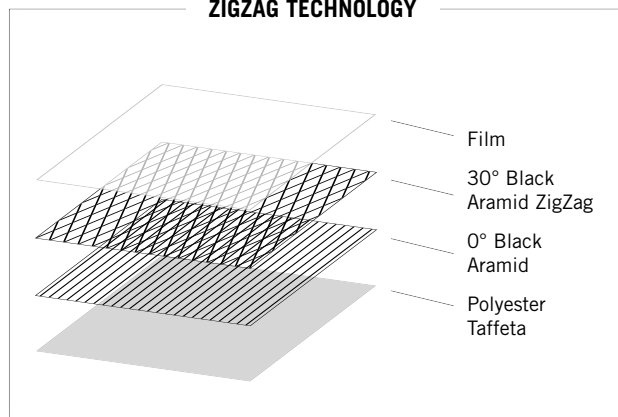 ZIGZAG TECHNOLOGY
Film
30° Black
Aramid ZigZag
0° Black
Aramid
Polyester
Taffeta